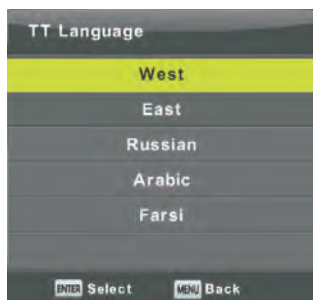 TT Language
West
East
Russian
Arabic
Farsi
ENTER Select MENU Back